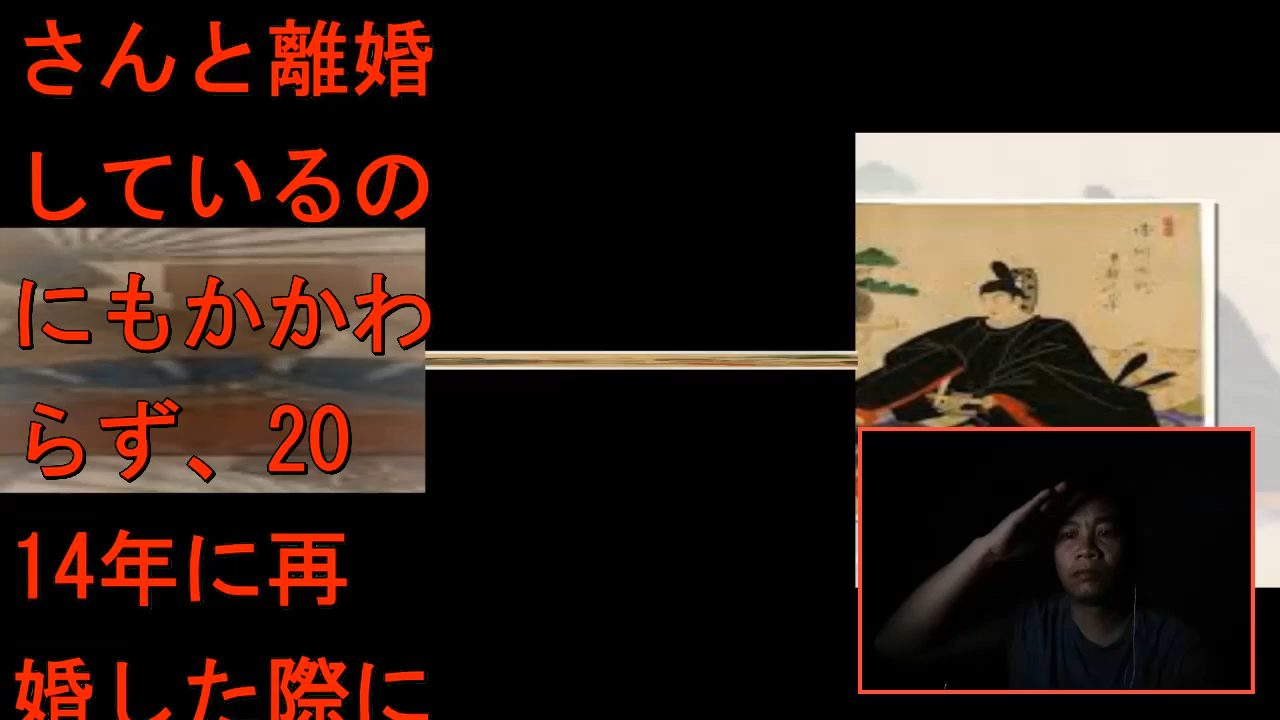 さんと離婚
しているの
にもかかわ
らず、20
14年に再
婚した際に